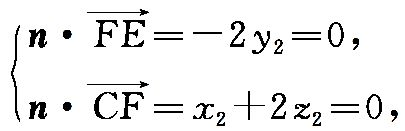 n · FE⃗ = −2y₂ = 0,
n · CF⃗ = x₂ + 2z₂ = 0,